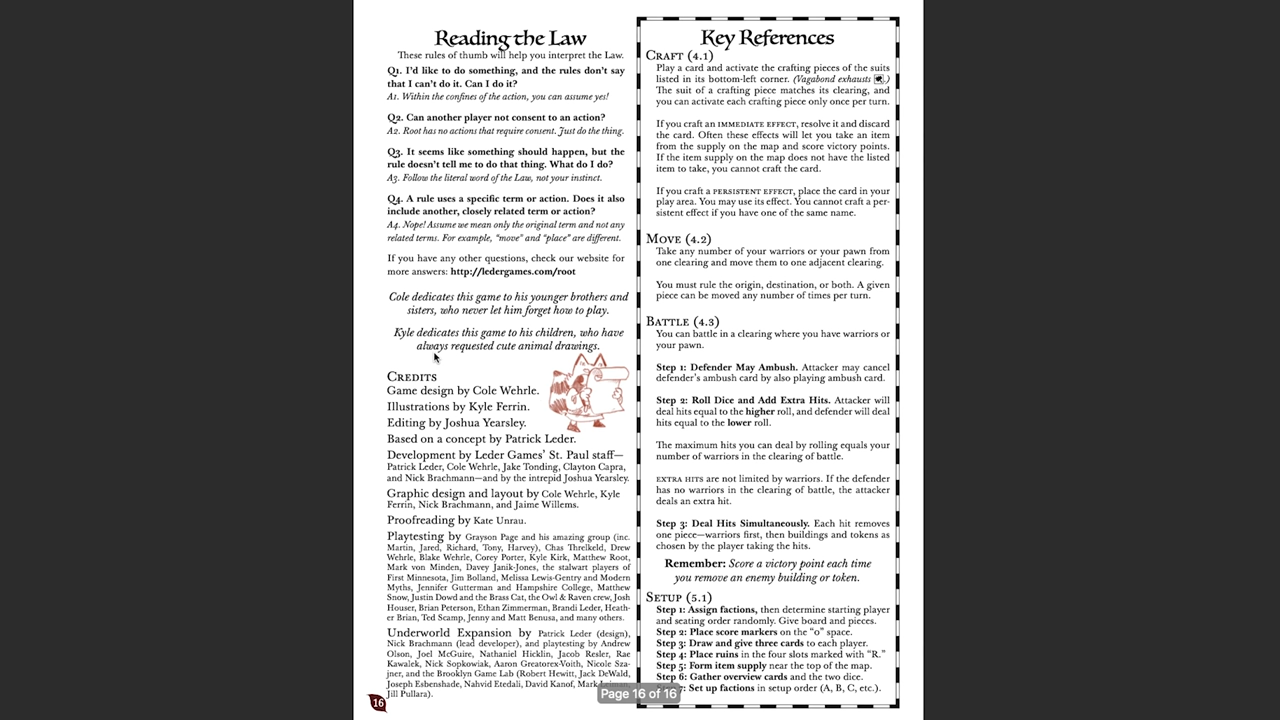 Reading the Law
These rules of thumb will help you interpret the Law.
Q1. I'd like to do something, and the rules don't say
that I can't do it. Can I do it?
A1. Within the confines of the action, you can assume yes!
Q2. Can another player not consent to an action?
A2. Root has no actions that require consent. Just do the thing.
Q3. It seems like something should happen, but the
rule doesn't tell me to do that thing. What do I do?
A3. Follow the literal word of the Law, not your instinct.
Q4. A rule uses a specific term or action. Does it also
include another, closely related term or action?
A4. Nope! Assume we mean only the original term and not any
related terms. For example, "move" and "place" are different.
If you have any other questions, check our website for
more answers: http://ledergames.com/root
Cole dedicates this game to his younger brothers and
sisters, who never let him forget how to play.
Kyle dedicates this game to his children, who have
always requested cute animal drawings.
Credits
Game design by Cole Wehrle.
Illustrations by Kyle Ferrin.
Editing by Joshua Yearsley.
Based on a concept by Patrick Leder.
Development by Leder Games' St. Paul staff—
Patrick Leder, Cole Wehrle, Jake Tonding, Clayton Capra,
and Nick Brachmann—and by the intrepid Joshua Yearsley.
Graphic design and layout by Cole Wehrle, Kyle
Ferrin, Nick Brachmann, and Jaime Willems.
Proofreading by Kate Unrau.
Playtesting by Grayson Page and his amazing group (inc.
Martin, Jared, Richard, Tony, Harvey), Chas Threlkeld, Drew
Wehrle, Blake Wehrle, Corey Porter, Kyle Kirk, Matthew Root,
Mark von Minden, Davey Janik-Jones, the stalwart players of
First Minnesota, Jim Bolland, Melissa Lewis-Gentry and Modern
Myths, Jennifer Gutterman and Hampshire College, Matthew
Snow, Justin Dowd and the Brass Cat, the Owl & Raven crew, Josh
Houser, Brian Peterson, Ethan Zimmerman, Brandi Leder, Heath-
er Brian, Ted Scamp, Jenny and Matt Benusa, and many others.
Underworld Expansion by Patrick Leder (design),
Nick Brachmann (lead developer), and playtesting by Andrew
Olson, Joel McGuire, Nathaniel Hicklin, Jacob Resler, Rae
Kawalek, Nick Sopkowiak, Aaron Greatorex-Voith, Nicole Sza-
jner, and the Brooklyn Game Lab (Robert Hewitt, Jack DeWald,
Joseph Esbenshade, Nahvid Etedali, David Kanof, Mark
Jill Pullara).
16
Key References
Craft (4.1)
Play a card and activate the crafting pieces of the suits
listed in its bottom-left corner. (Vagabond exhausts .)
The suit of a crafting piece matches its clearing, and
you can activate each crafting piece only once per turn.
If you craft an immediate effect, resolve it and discard
the card. Often these effects will let you take an item
from the supply on the map and score victory points.
If the item supply on the map does not have the listed
item to take, you cannot craft the card.
If you craft a persistent effect, place the card in your
play area. You may use its effect. You cannot craft a per-
sistent effect if you have one of the same name.
Move (4.2)
Take any number of your warriors or your pawn from
one clearing and move them to one adjacent clearing.
You must rule the origin, destination, or both. A given
piece can be moved any number of times per turn.
Battle (4.3)
You can battle in a clearing where you have warriors or
your pawn.
Step 1: Defender May Ambush. Attacker may cancel
defender's ambush card by also playing ambush card.
Step 2: Roll Dice and Add Extra Hits. Attacker will
deal hits equal to the higher roll, and defender will deal
hits equal to the lower roll.
The maximum hits you can deal by rolling equals your
number of warriors in the clearing of battle.
extra hits are not limited by warriors. If the defender
has no warriors in the clearing of battle, the attacker
deals an extra hit.
Step 3: Deal Hits Simultaneously. Each hit removes
one piece—warriors first, then buildings and tokens as
chosen by the player taking the hits.
Remember: Score a victory point each time
you remove an enemy building or token.
Setup (5.1)
Step 1: Assign factions, then determine starting player
and seating order randomly. Give board and pieces.
Step 2: Place score markers on the "0" space.
Step 3: Draw and give three cards to each player.
Step 4: Place ruins in the four slots marked with "R."
Step 5: Form item supply near the top of the map.
Step 6: Gather overview cards and the two dice.
7: Set up factions in setup order (A, B, C, etc.).
Page 16 of 16